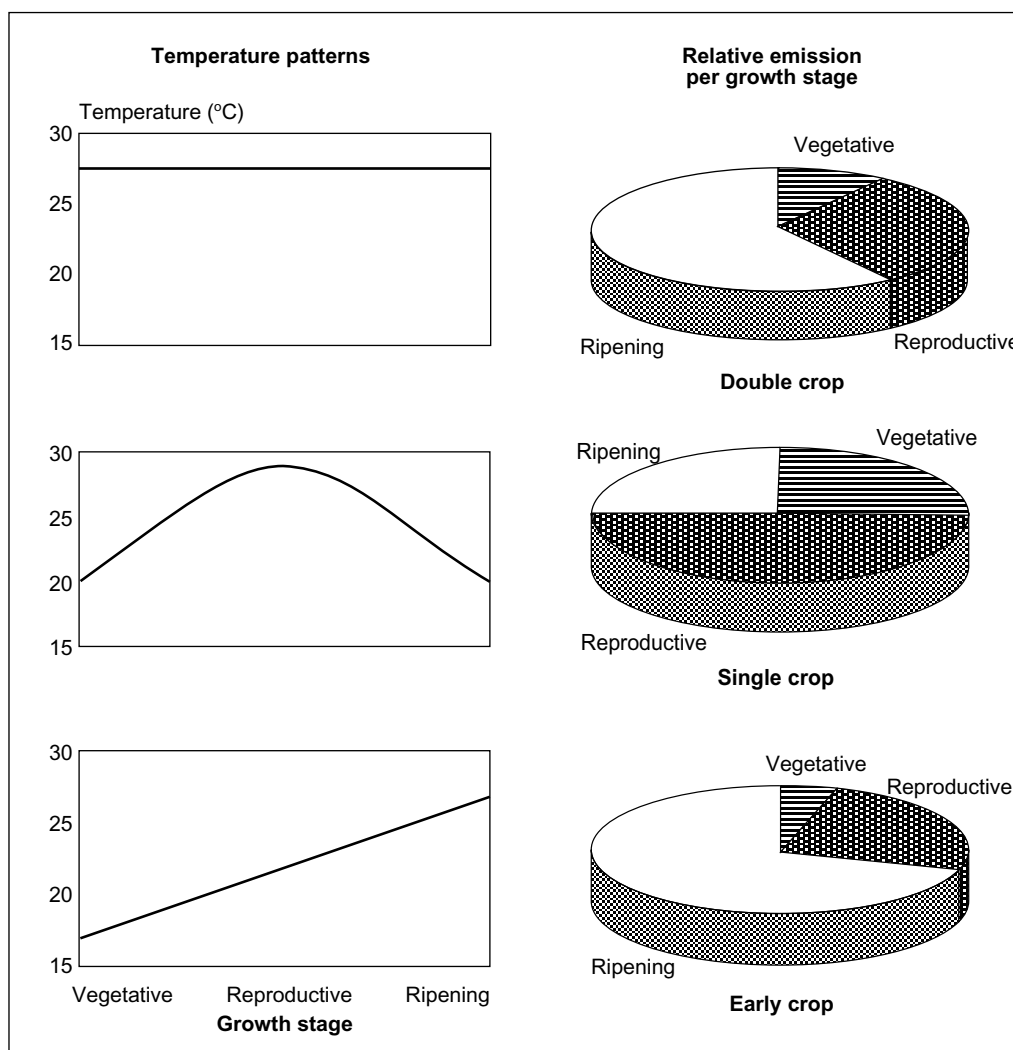 Temperature patterns
Relative emission
per growth stage
Temperature (°C)
30
25
20
15
Vegetative
Ripening
Reproductive
Double crop
30
25
20
15
Ripening
Vegetative
Reproductive
Single crop
30
25
20
15
Vegetative
Reproductive
Ripening
Growth stage
Vegetative
Reproductive
Ripening
Early crop